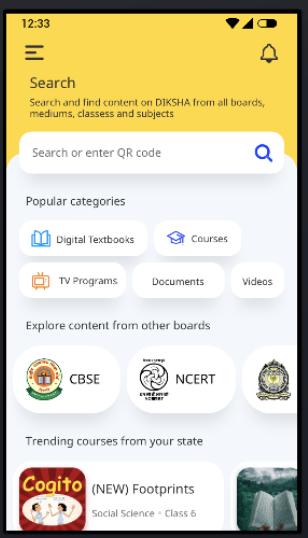 12:33
Search
Search and find content on DIKSHA from all boards,
mediums, classess and subjects
Search or enter QR code
Popular categories
Digital Textbooks
Courses
TV Programs
Documents
Videos
Explore content from other boards
CBSE
NCERT
Trending courses from your state
Cogito
(NEW) Footprints
Social Science • Class 6